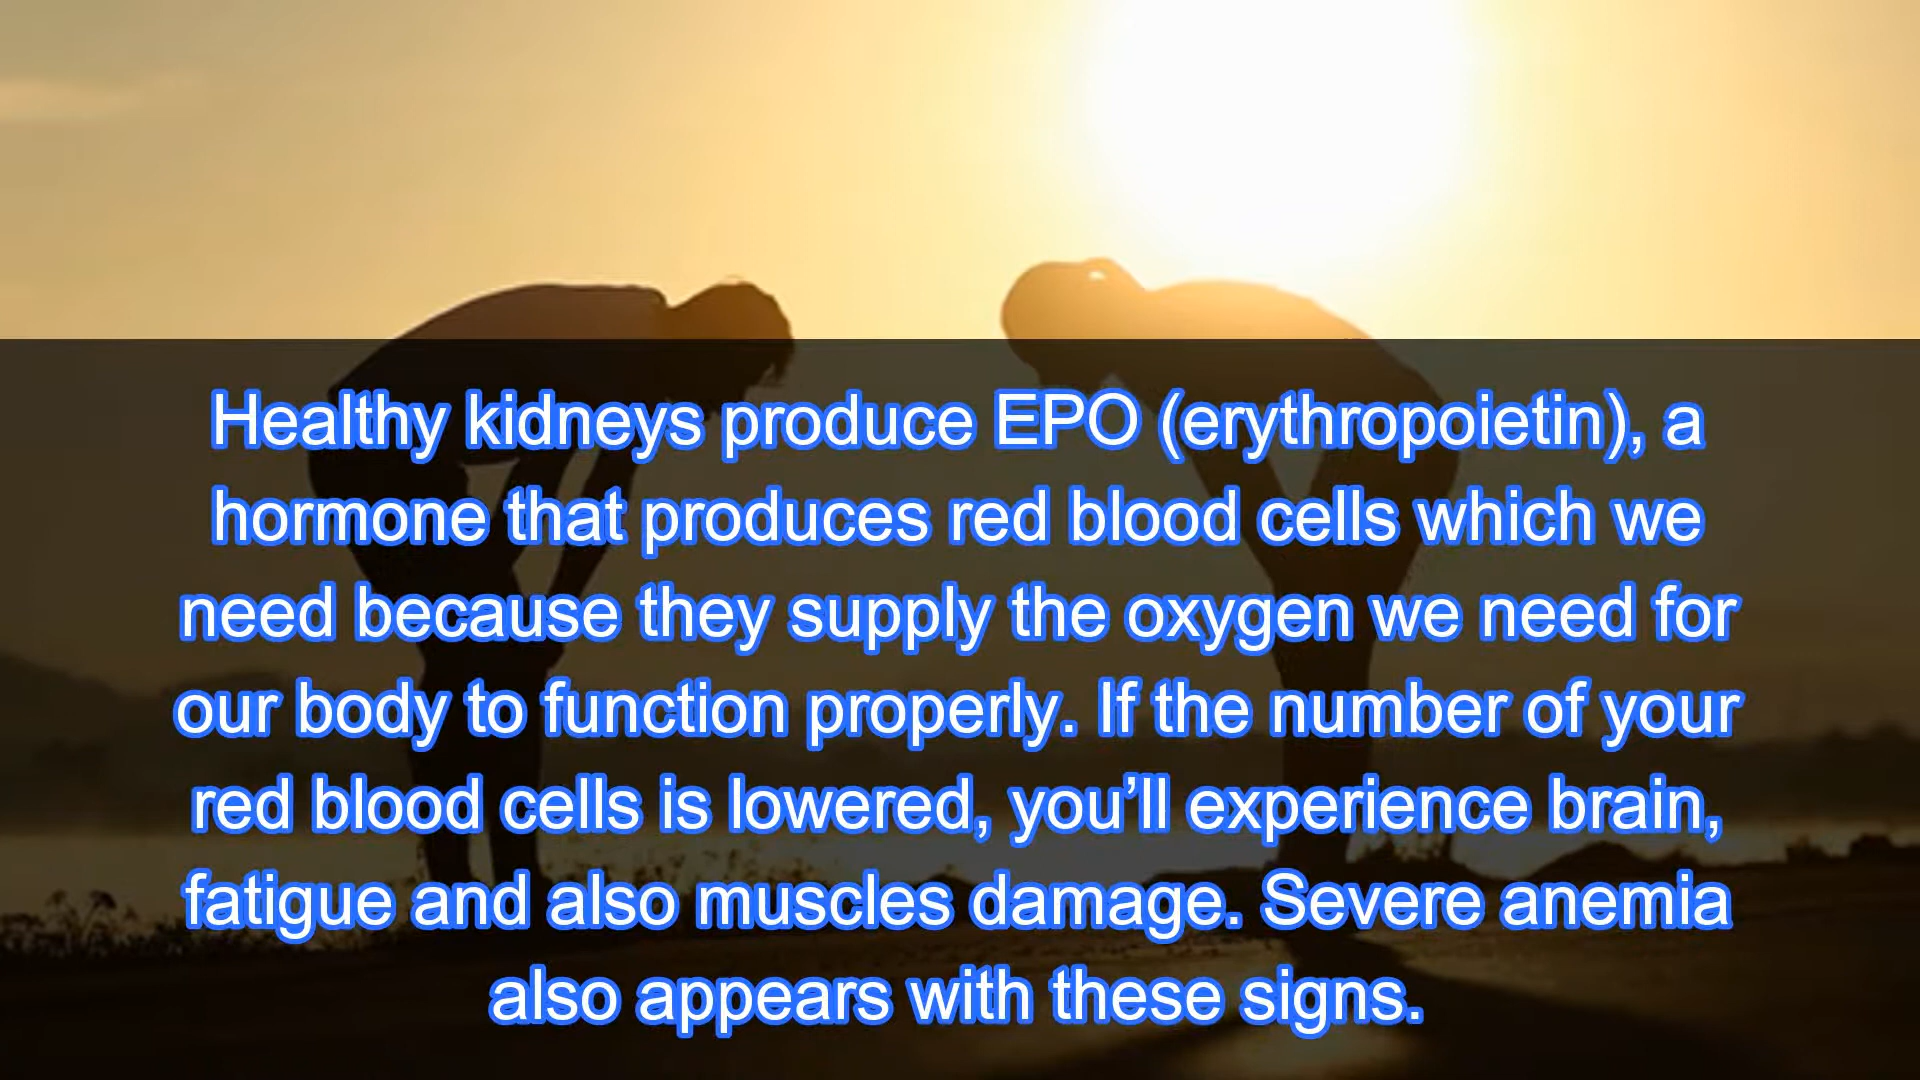 Healthy kidneys produce EPO (erythropoietin), a
hormone that produces red blood cells which we
need because they supply the oxygen we need for
our body to function properly. If the number of your
red blood cells is lowered, you’ll experience brain,
fatigue and also muscles damage. Severe anemia
also appears with these signs.